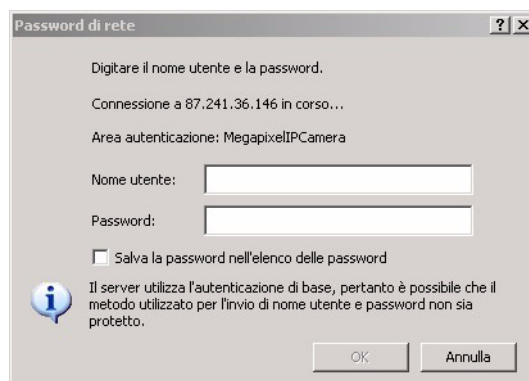 Password di rete
Digitare il nome utente e la password.
Connessione a 87.241.36.146 in corso...
Area autenticazione: MegapixelIPCamera
Nome utente:
Password:
Salva la password nell'elenco delle password
Il server utilizza l'autenticazione di base, pertanto è possibile che il
metodo utilizzato per l'invio di nome utente e password non sia
protetto.
OK Annulla